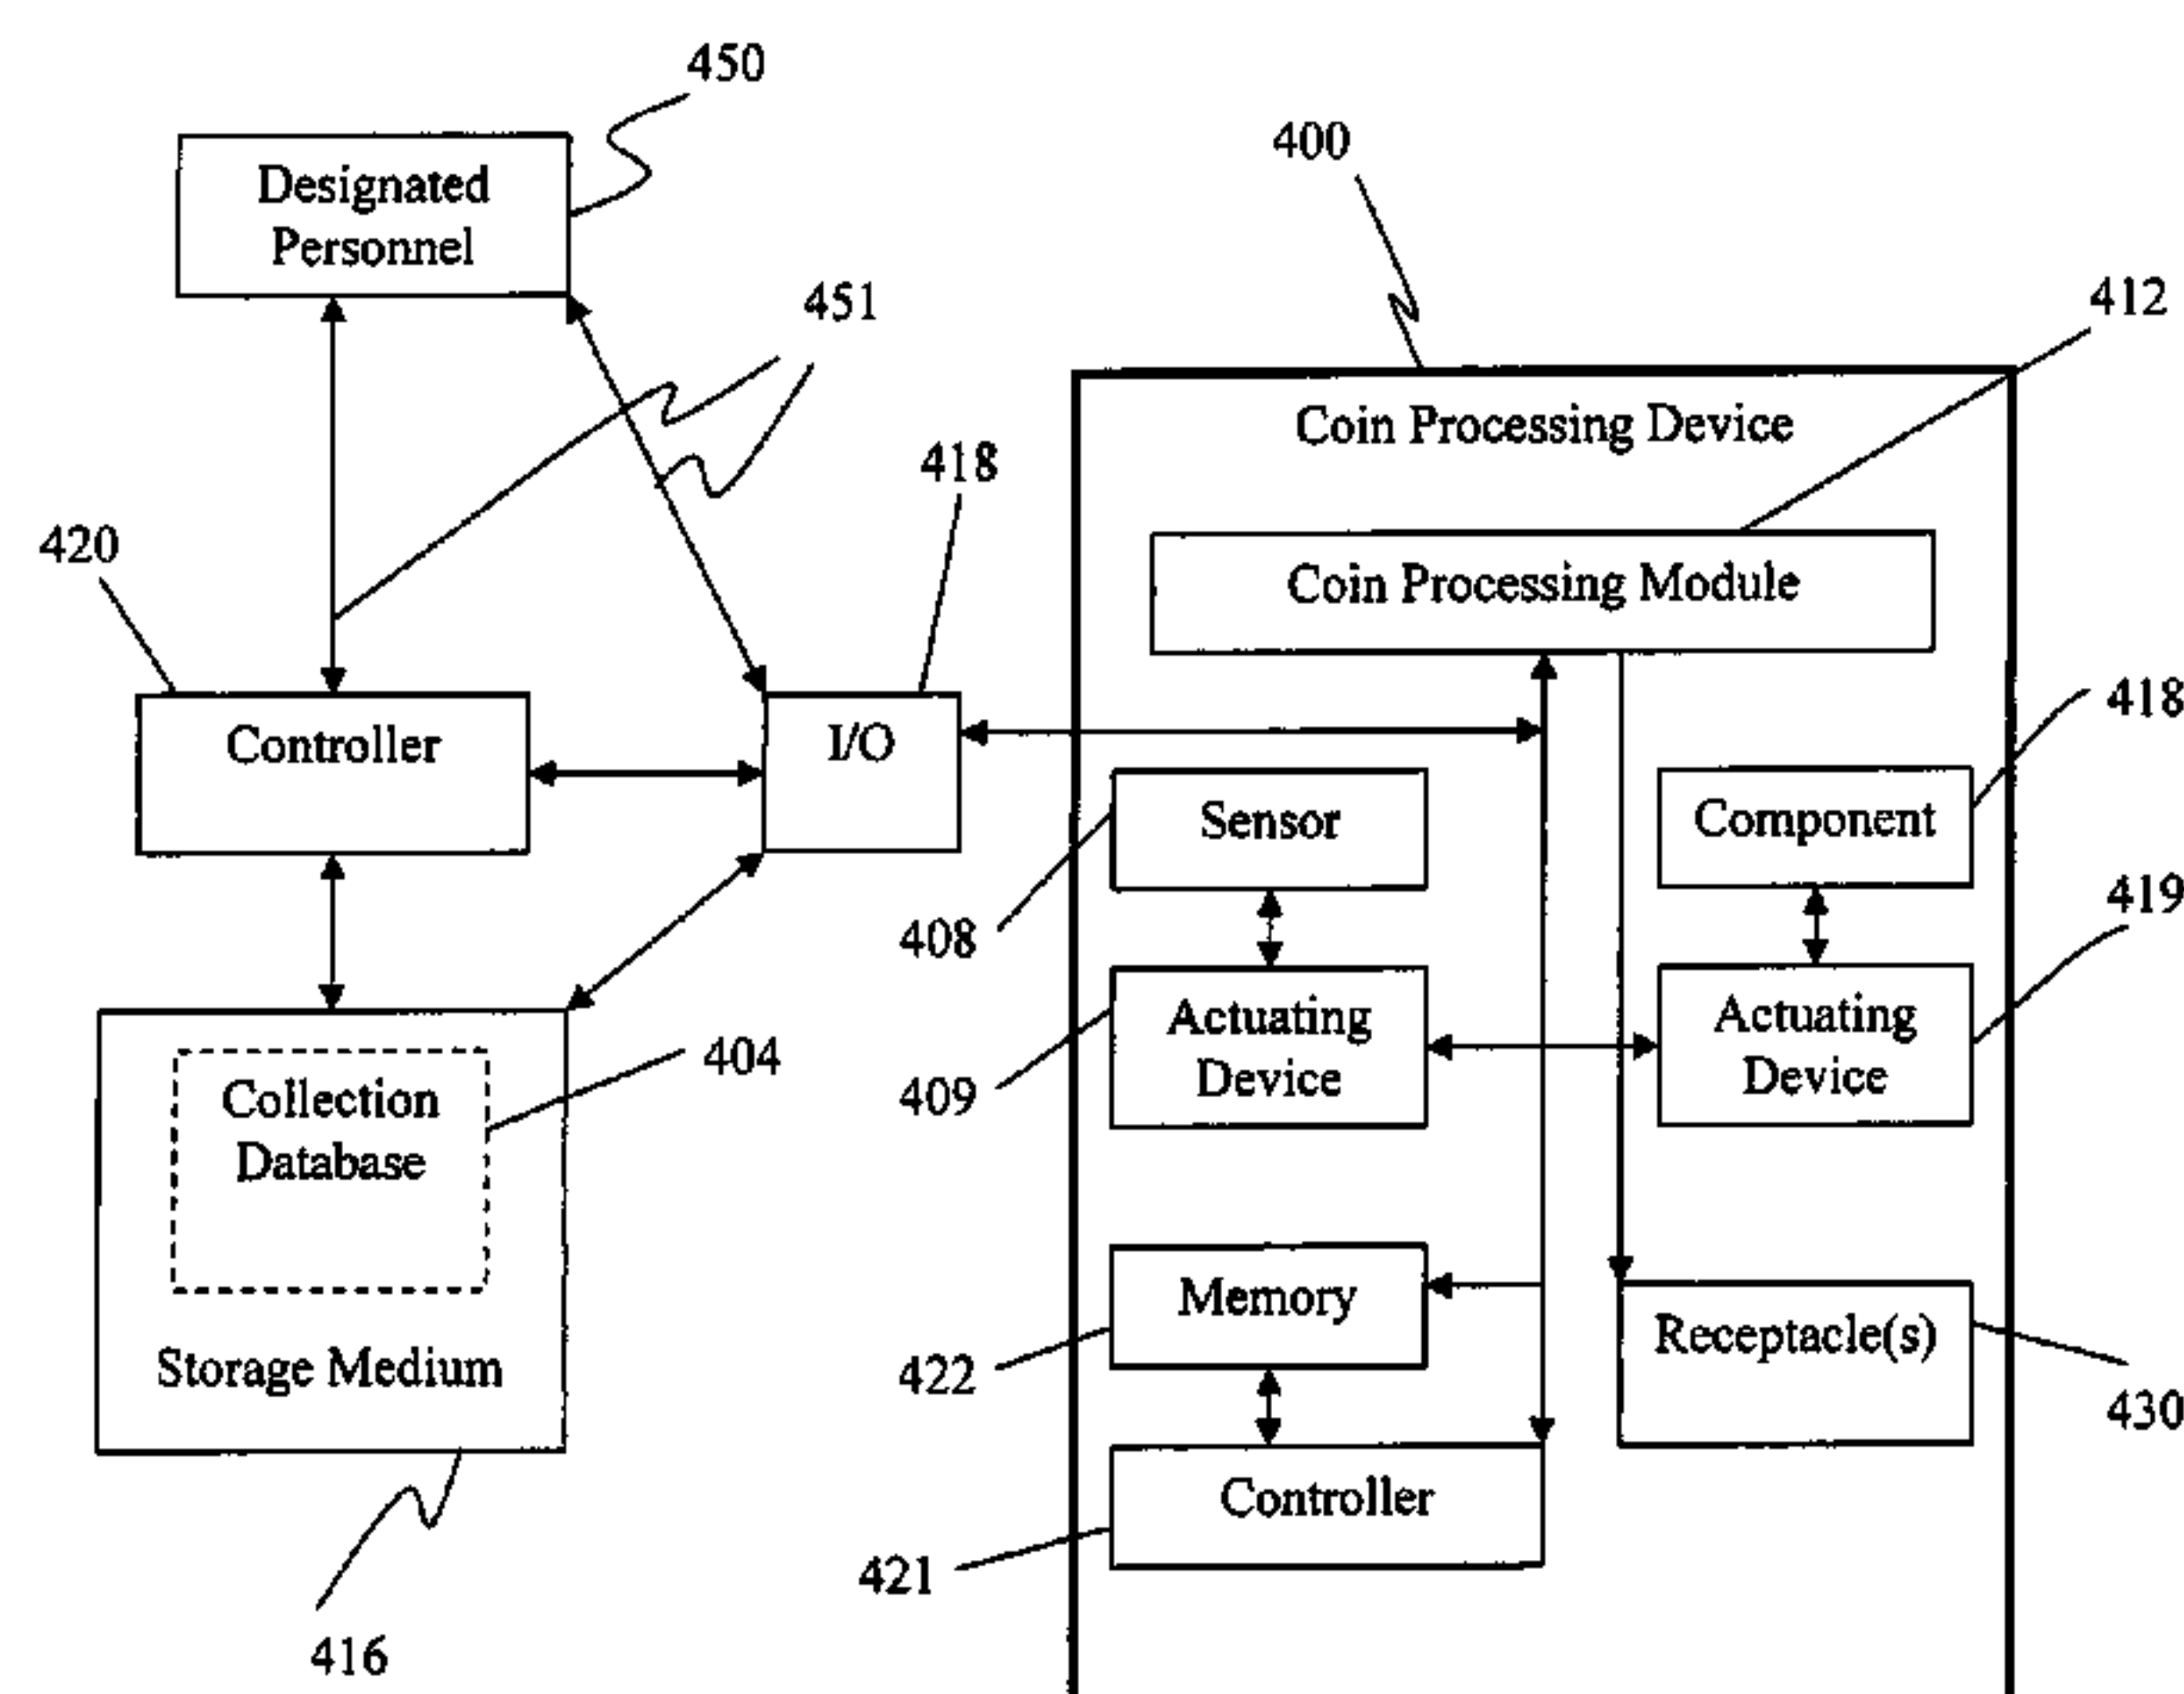 450
Designated
Personnel
400
451
412
Coin Processing Device
418
420
Coin Processing Module
Controller
I/O
418
Sensor
Component
408
419
Actuating
Device
Actuating
Device
404
409
Collection
Database
Memory
Receptacle(s)
Storage Medium
422
430
Controller
421
416